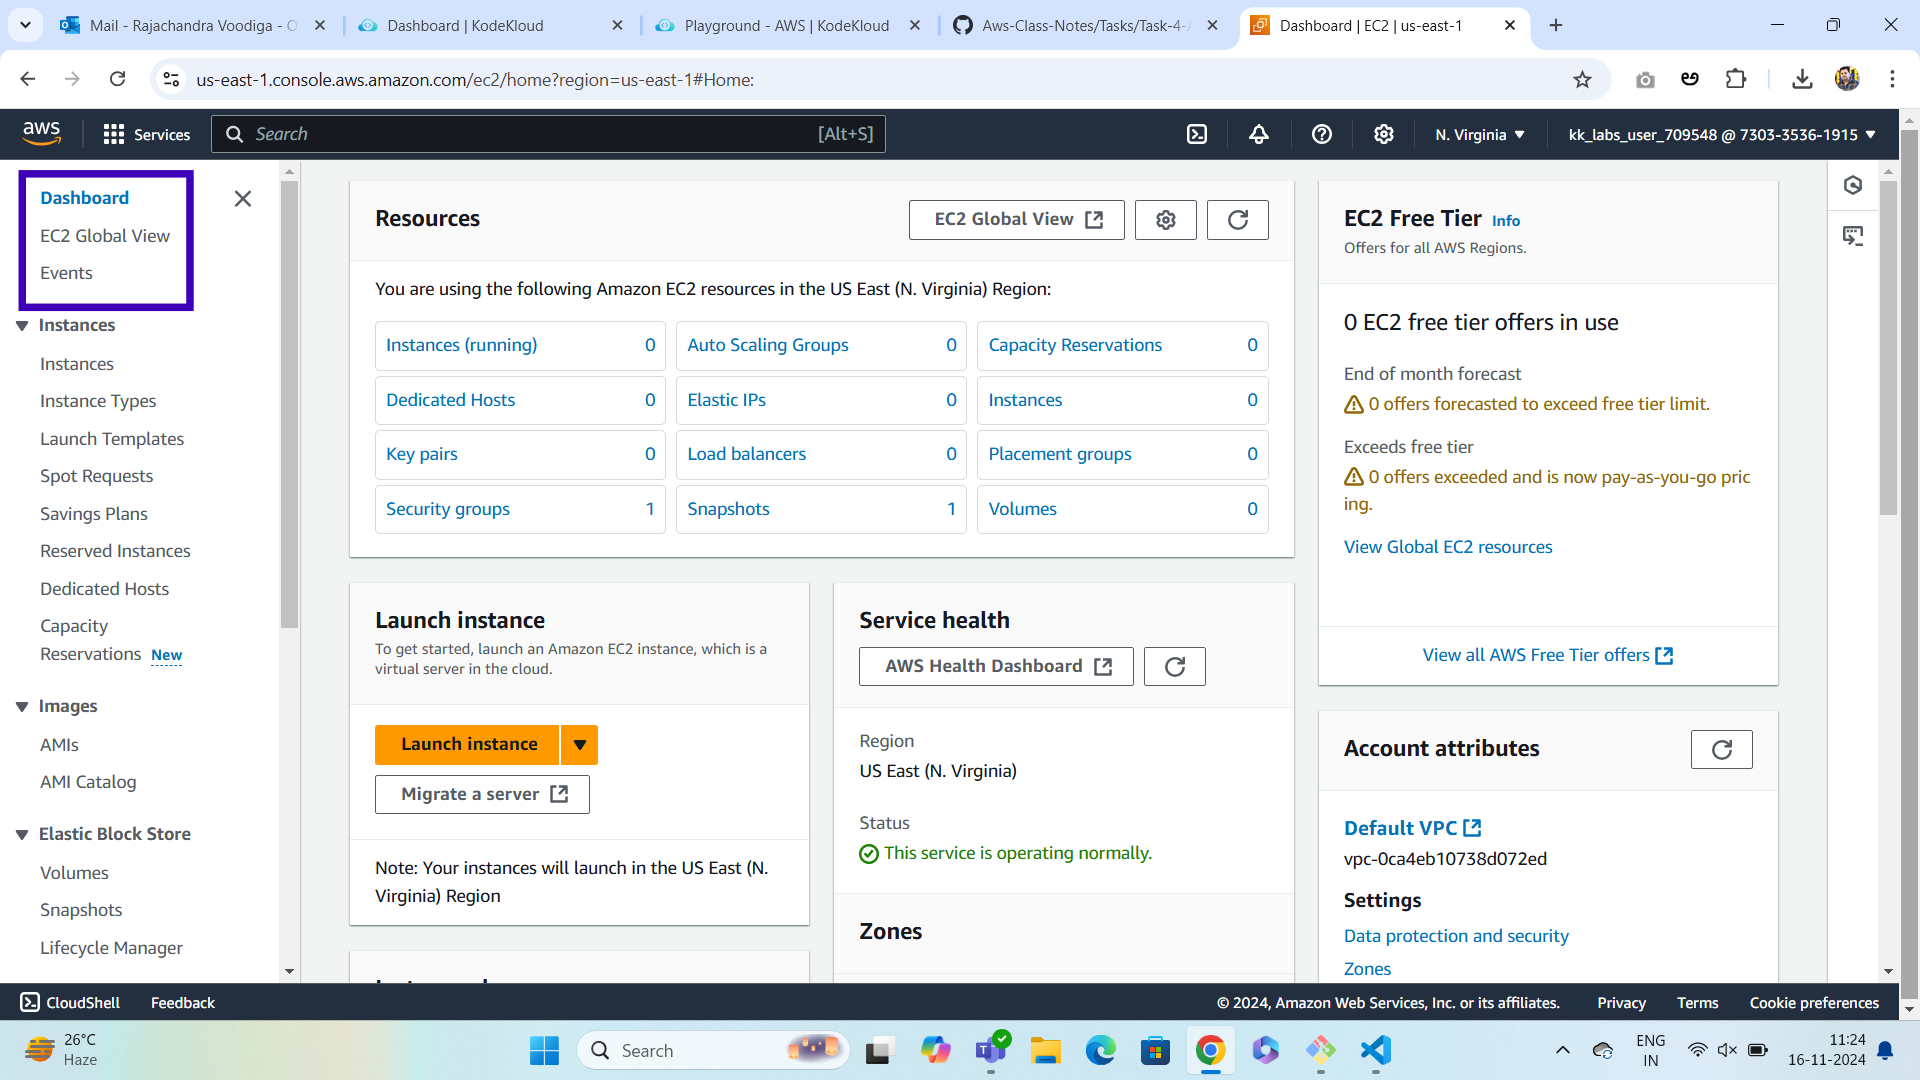 Mail - Rajachandra Voodiga - O
Dashboard | KodeKloud
Playground - AWS | KodeKloud
Aws-Class-Notes/Tasks/Task-4-
Dashboard | EC2 | us-east-1
us-east-1.console.aws.amazon.com/ec2/home?region=us-east-1#Home:
aws
Services
Search
[Alt+S]
N. Virginia
kk_labs_user_709548 @ 7303-3536-1915
Dashboard
EC2 Global View
Events
Instances
Instances
Instance Types
Launch Templates
Spot Requests
Savings Plans
Reserved Instances
Dedicated Hosts
Capacity
Reservations New
Images
AMIs
AMI Catalog
Elastic Block Store
Volumes
Snapshots
Lifecycle Manager
Resources
EC2 Global View
You are using the following Amazon EC2 resources in the US East (N. Virginia) Region:
Instances (running) 0
Auto Scaling Groups 0
Capacity Reservations 0
Dedicated Hosts 0
Elastic IPs 0
Instances 0
Key pairs 0
Load balancers 0
Placement groups 0
Security groups 1
Snapshots 1
Volumes 0
Launch instance
To get started, launch an Amazon EC2 instance, which is a
virtual server in the cloud.
Launch instance
Migrate a server
Note: Your instances will launch in the US East (N.
Virginia) Region
Service health
AWS Health Dashboard
Region
US East (N. Virginia)
Status
This service is operating normally.
Zones
EC2 Free Tier Info
Offers for all AWS Regions.
0 EC2 free tier offers in use
End of month forecast
0 offers forecasted to exceed free tier limit.
Exceeds free tier
0 offers exceeded and is now pay-as-you-go pric
ing.
View Global EC2 resources
View all AWS Free Tier offers
Account attributes
Default VPC
vpc-0ca4eb10738d072ed
Settings
Data protection and security
Zones
CloudShell
Feedback
© 2024, Amazon Web Services, Inc. or its affiliates.
Privacy
Terms
Cookie preferences
26°C
Haze
Search
ENG
IN
11:24
16-11-2024